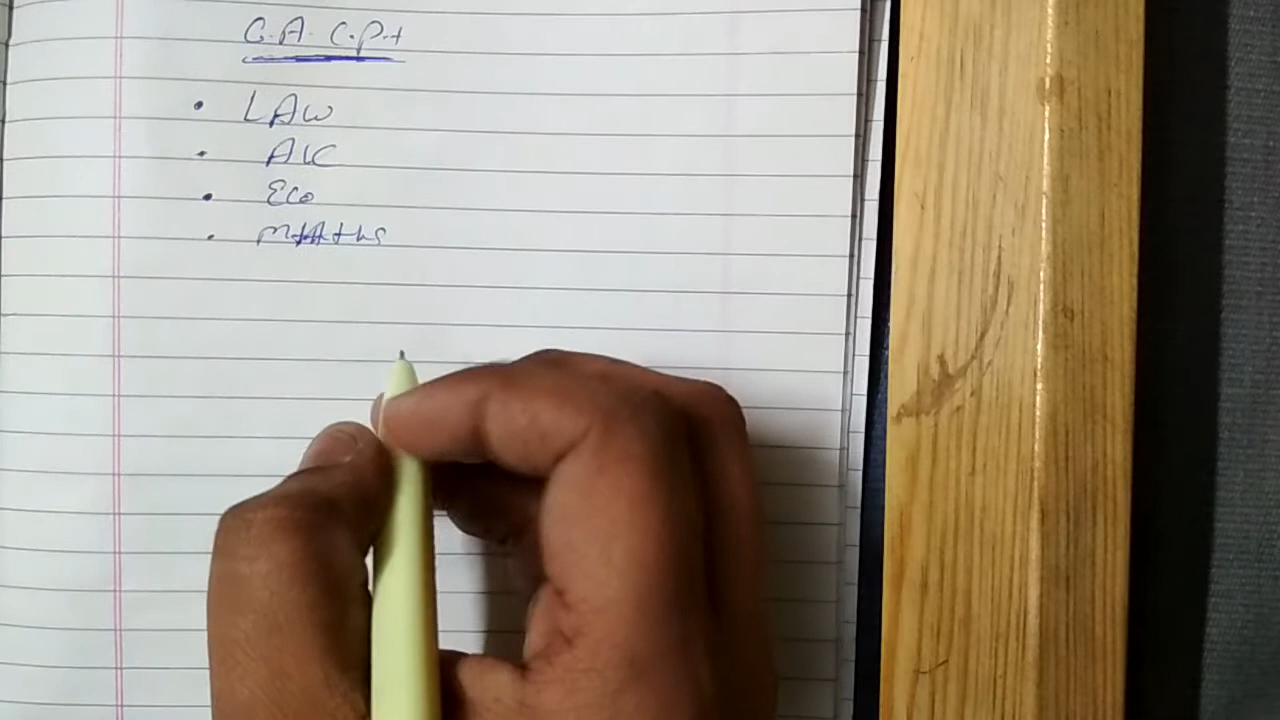 C.A. C.P.t
• LAW
• A/C
• Eco
• MAths